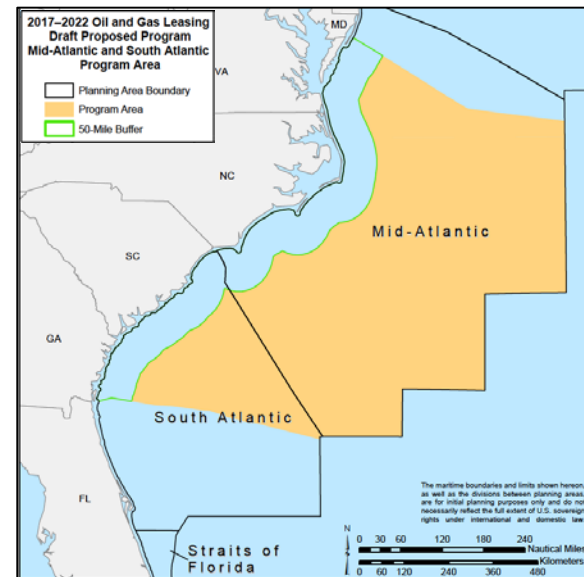 2017–2022 Oil and Gas Leasing
Draft Proposed Program
Mid-Atlantic and South Atlantic
Program Area
Planning Area Boundary
Program Area
50-Mile Buffer
MD
VA
NC
Mid-Atlantic
SC
GA
South Atlantic
FL
Straits of
Florida
The maritime boundaries and limits shown hereon,
as well as the divisions between planning areas,
are for initial planning purposes only and do not
necessarily reflect the full extent of U.S. sovereign
rights under international and domestic law.
N
0 30 60 120 180 240
Nautical Miles
Kilometers
0 60 120 240 360 480